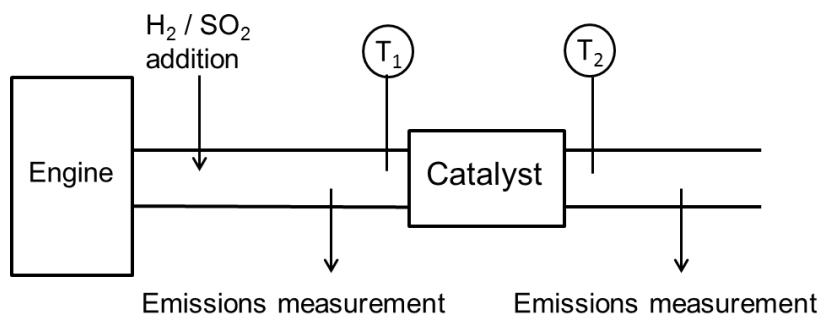 H₂ / SO₂
addition
T₁
T₂
Engine
Catalyst
Emissions measurement
Emissions measurement